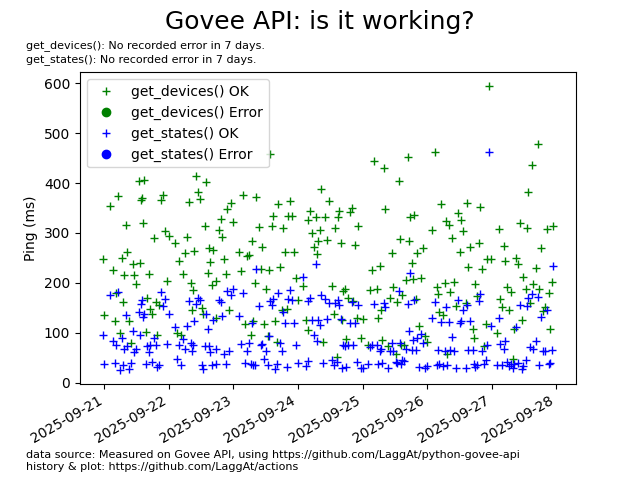 Govee API: is it working?
get_devices(): No recorded error in 7 days.
get_states(): No recorded error in 7 days.
get_devices() OK
get_devices() Error
get_states() OK
get_states() Error
Ping (ms)
600
500
400
300
200
100
0
2025-09-21
2025-09-22
2025-09-23
2025-09-24
2025-09-25
2025-09-26
2025-09-27
2025-09-28
data source: Measured on Govee API, using https://github.com/LaggAt/python-govee-api
history & plot: https://github.com/LaggAt/actions